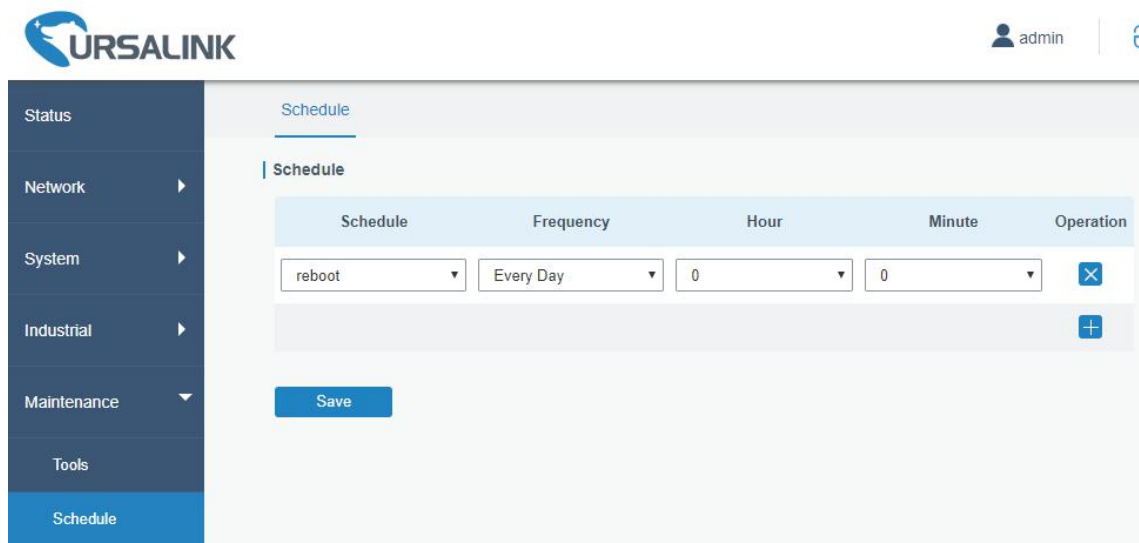 URSALINK
admin
Status
Schedule
Schedule
Network
Schedule Frequency Hour Minute Operation
System
reboot Every Day 0 0
Industrial
Maintenance
Save
Tools
Schedule